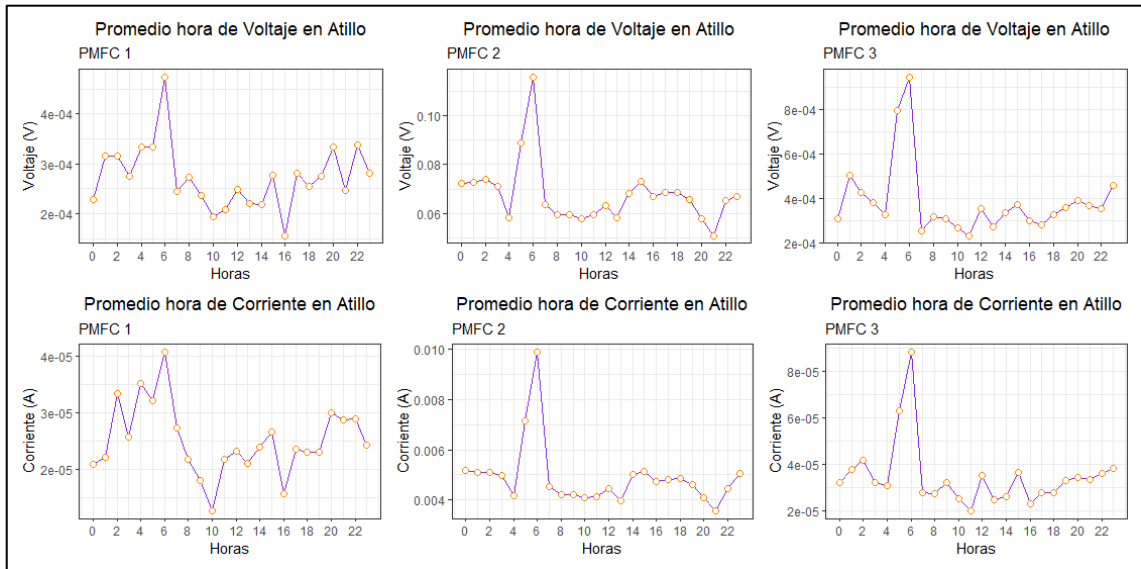 Promedio hora de Voltaje en Atillo
PMFC 1
Voltaje (V)
4e-04
3e-04
2e-04
0 2 4 6 8 10 12 14 16 18 20 22
Horas
Promedio hora de Voltaje en Atillo
PMFC 2
Voltaje (V)
0.10
0.08
0.06
0 2 4 6 8 10 12 14 16 18 20 22
Horas
Promedio hora de Voltaje en Atillo
PMFC 3
Voltaje (V)
8e-04
6e-04
4e-04
2e-04
0 2 4 6 8 10 12 14 16 18 20 22
Horas
Promedio hora de Corriente en Atillo
PMFC 1
Corriente (A)
4e-05
3e-05
2e-05
0 2 4 6 8 10 12 14 16 18 20 22
Horas
Promedio hora de Corriente en Atillo
PMFC 2
Corriente (A)
0.010
0.008
0.006
0.004
0 2 4 6 8 10 12 14 16 18 20 22
Horas
Promedio hora de Corriente en Atillo
PMFC 3
Corriente (A)
8e-05
6e-05
4e-05
2e-05
0 2 4 6 8 10 12 14 16 18 20 22
Horas